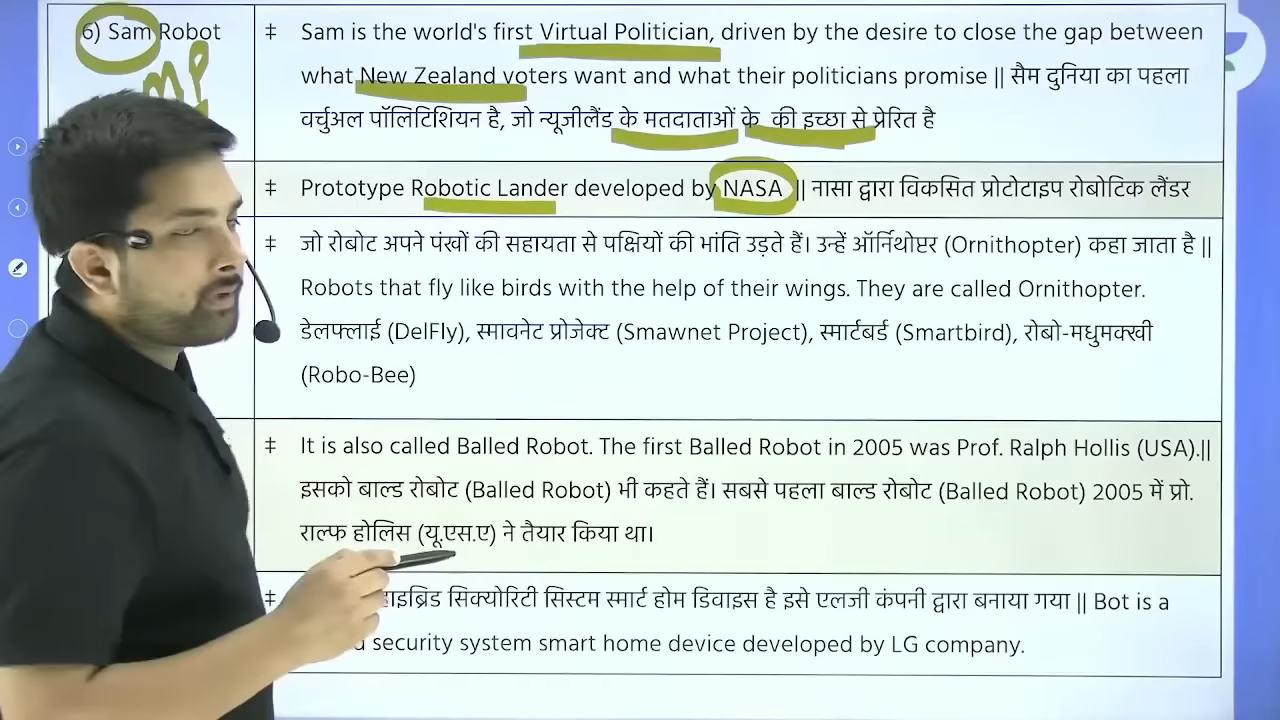 6) Sam Robot
MP
‡ Sam is the world's first Virtual Politician, driven by the desire to close the gap between
what New Zealand voters want and what their politicians promise || सैम दुनिया का पहला
वर्चुअल पॉलिटिशियन है, जो न्यूजीलैंड के मतदाताओं के की इच्छा से प्रेरित है
‡ Prototype Robotic Lander developed by NASA || नासा द्वारा विकसित प्रोटोटाइप रोबोटिक लैंडर
‡ जो रोबोट अपने पंखों की सहायता से पक्षियों की भांति उड़ते हैं। उन्हें ऑर्निथोप्टर (Ornithopter) कहा जाता है ||
Robots that fly like birds with the help of their wings. They are called Ornithopter.
डेलफ्लाई (DelFly), स्मावनेट प्रोजेक्ट (Smawnet Project), स्मार्टबर्ड (Smartbird), रोबो-मधुमक्खी
(Robo-Bee)
‡ It is also called Balled Robot. The first Balled Robot in 2005 was Prof. Ralph Hollis (USA).||
इसको बाल्ड रोबोट (Balled Robot) भी कहते हैं। सबसे पहला बाल्ड रोबोट (Balled Robot) 2005 में प्रो.
राल्फ होलिस (यू.एस.ए) ने तैयार किया था।
‡ हाइब्रिड सिक्योरिटी सिस्टम स्मार्ट होम डिवाइस है इसे एलजी कंपनी द्वारा बनाया गया || Bot is a
security system smart home device developed by LG company.